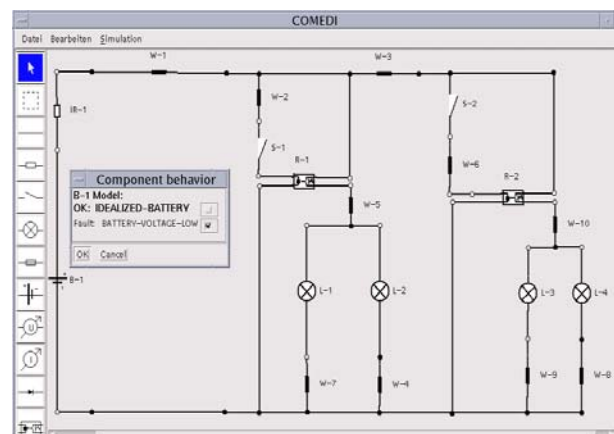 COMEDI
Datei Bearbeiten Simulation
W-1
W-3
IR-1
W-2
S-2
S-1
R-1
W-6
R-2
Component behavior
B-1 Model:
OK: IDEALIZED-BATTERY
Fault: BATTERY-VOLTAGE-LOW
OK Cancel
W-5
W-10
B-1
L-1
L-2
L-3
L-4
U
I
W-7
W-4
W-9
W-8